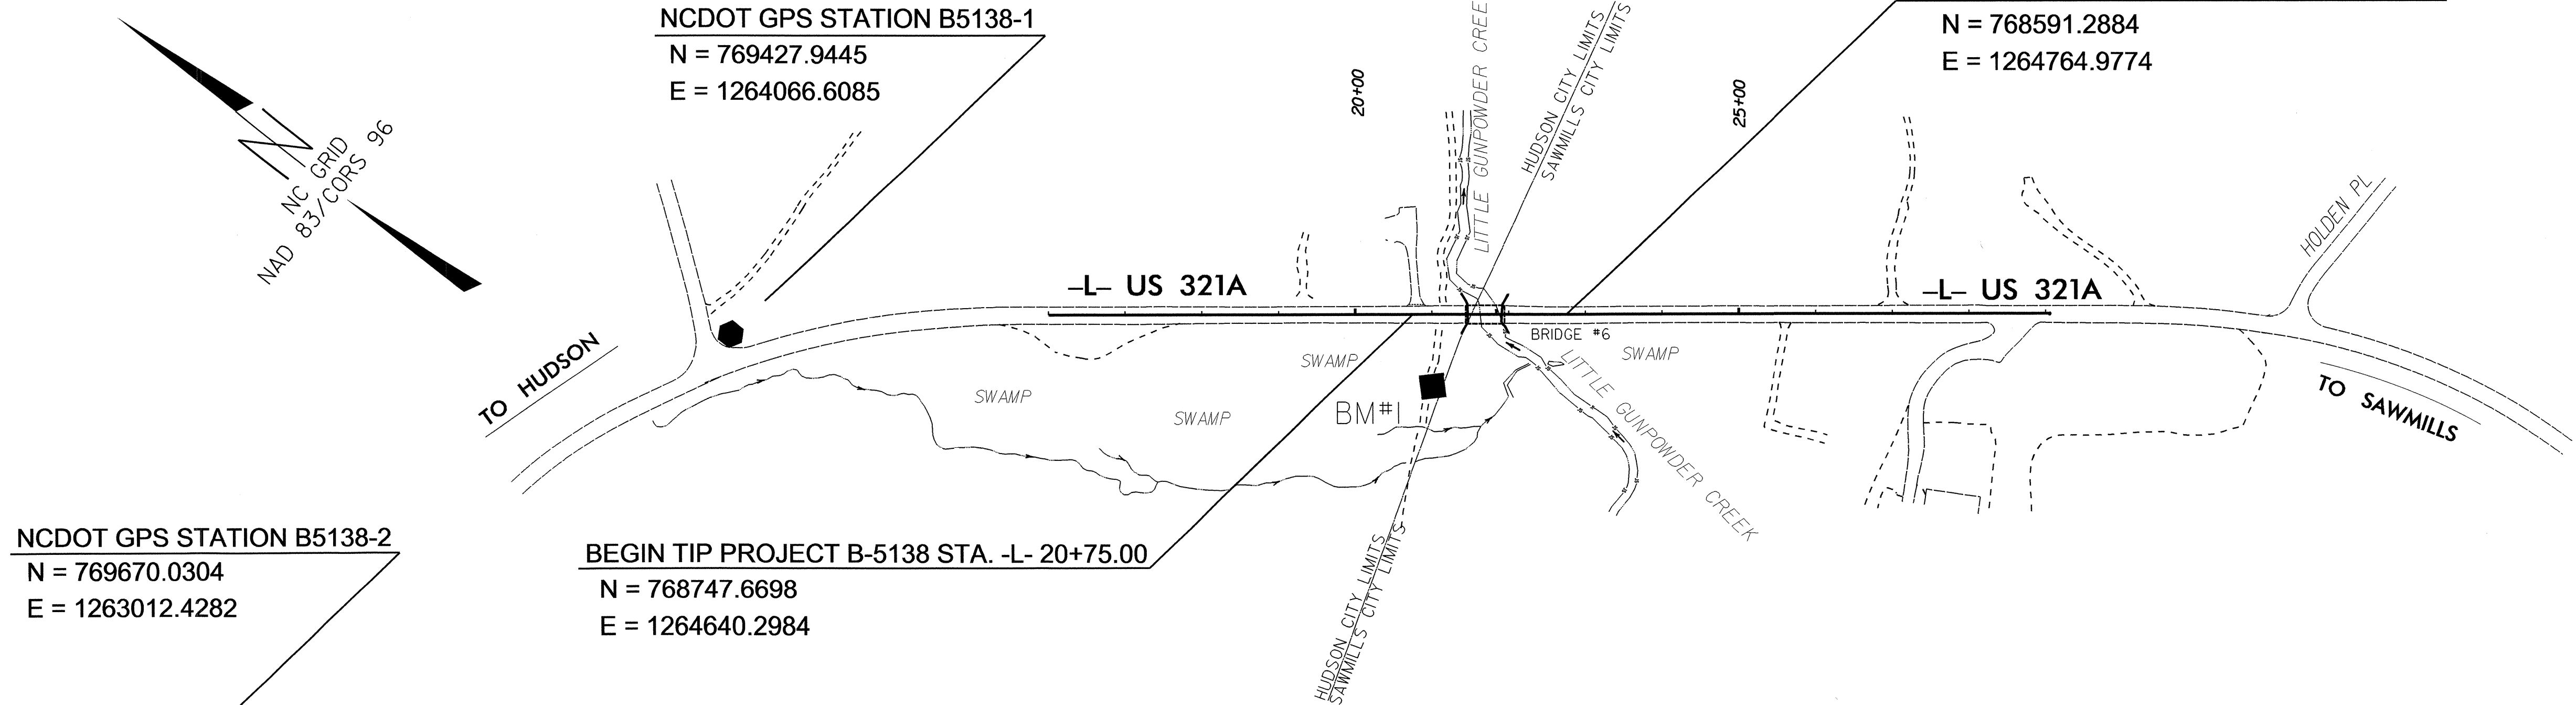 NCDOT GPS STATION B5138-1
N = 769427.9445
E = 1264066.6085
N = 768591.2884
E = 1264764.9774
NC GRID
NAD 83/CORS 96
20+00
LITTLE GUNPOWDER CREE
HUDSON CITY LIMITS
SAWMILLS CITY LIMITS
25+00
HOLDEN PL
–L– US 321A
–L– US 321A
BRIDGE #6
TO HUDSON
SWAMP
SWAMP
SWAMP
SWAMP
BM#1
LITTLE GUNPOWDER CREEK
TO SAWMILLS
NCDOT GPS STATION B5138-2
N = 769670.0304
E = 1263012.4282
BEGIN TIP PROJECT B-5138 STA. -L- 20+75.00
N = 768747.6698
E = 1264640.2984
HUDSON CITY LIMITS
SAWMILLS CITY LIMITS